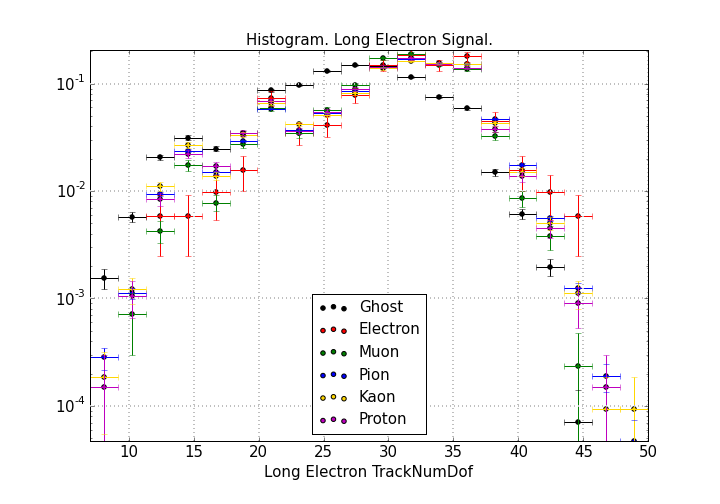 Histogram. Long Electron Signal.
10^-1
10^-2
10^-3
10^-4
Ghost
Electron
Muon
Pion
Kaon
Proton
10 15 20 25 30 35 40 45 50
Long Electron TrackNumDof